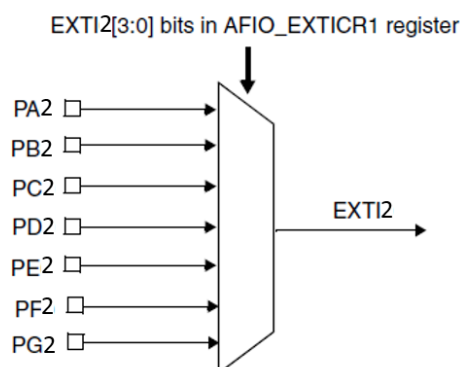 EXTI2[3:0] bits in AFIO_EXTICR1 register
PA2
PB2
PC2
PD2
EXTI2
PE2
PF2
PG2